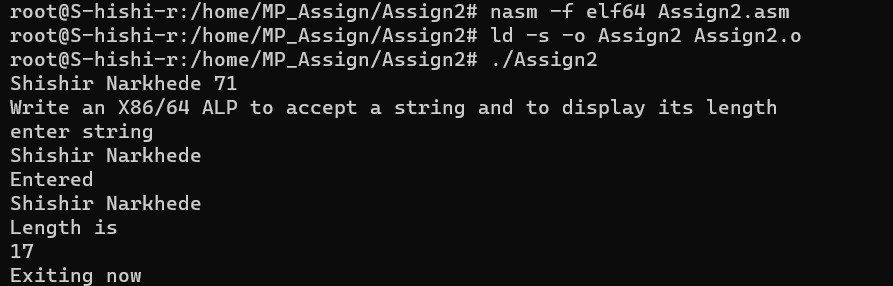 root@S-hishi-r:/home/MP_Assign/Assign2# nasm -f elf64 Assign2.asm
root@S-hishi-r:/home/MP_Assign/Assign2# ld -s -o Assign2 Assign2.o
root@S-hishi-r:/home/MP_Assign/Assign2# ./Assign2
Shishir Narkhede 71
Write an X86/64 ALP to accept a string and to display its length
enter string
Shishir Narkhede
Entered
Shishir Narkhede
Length is
17
Exiting now